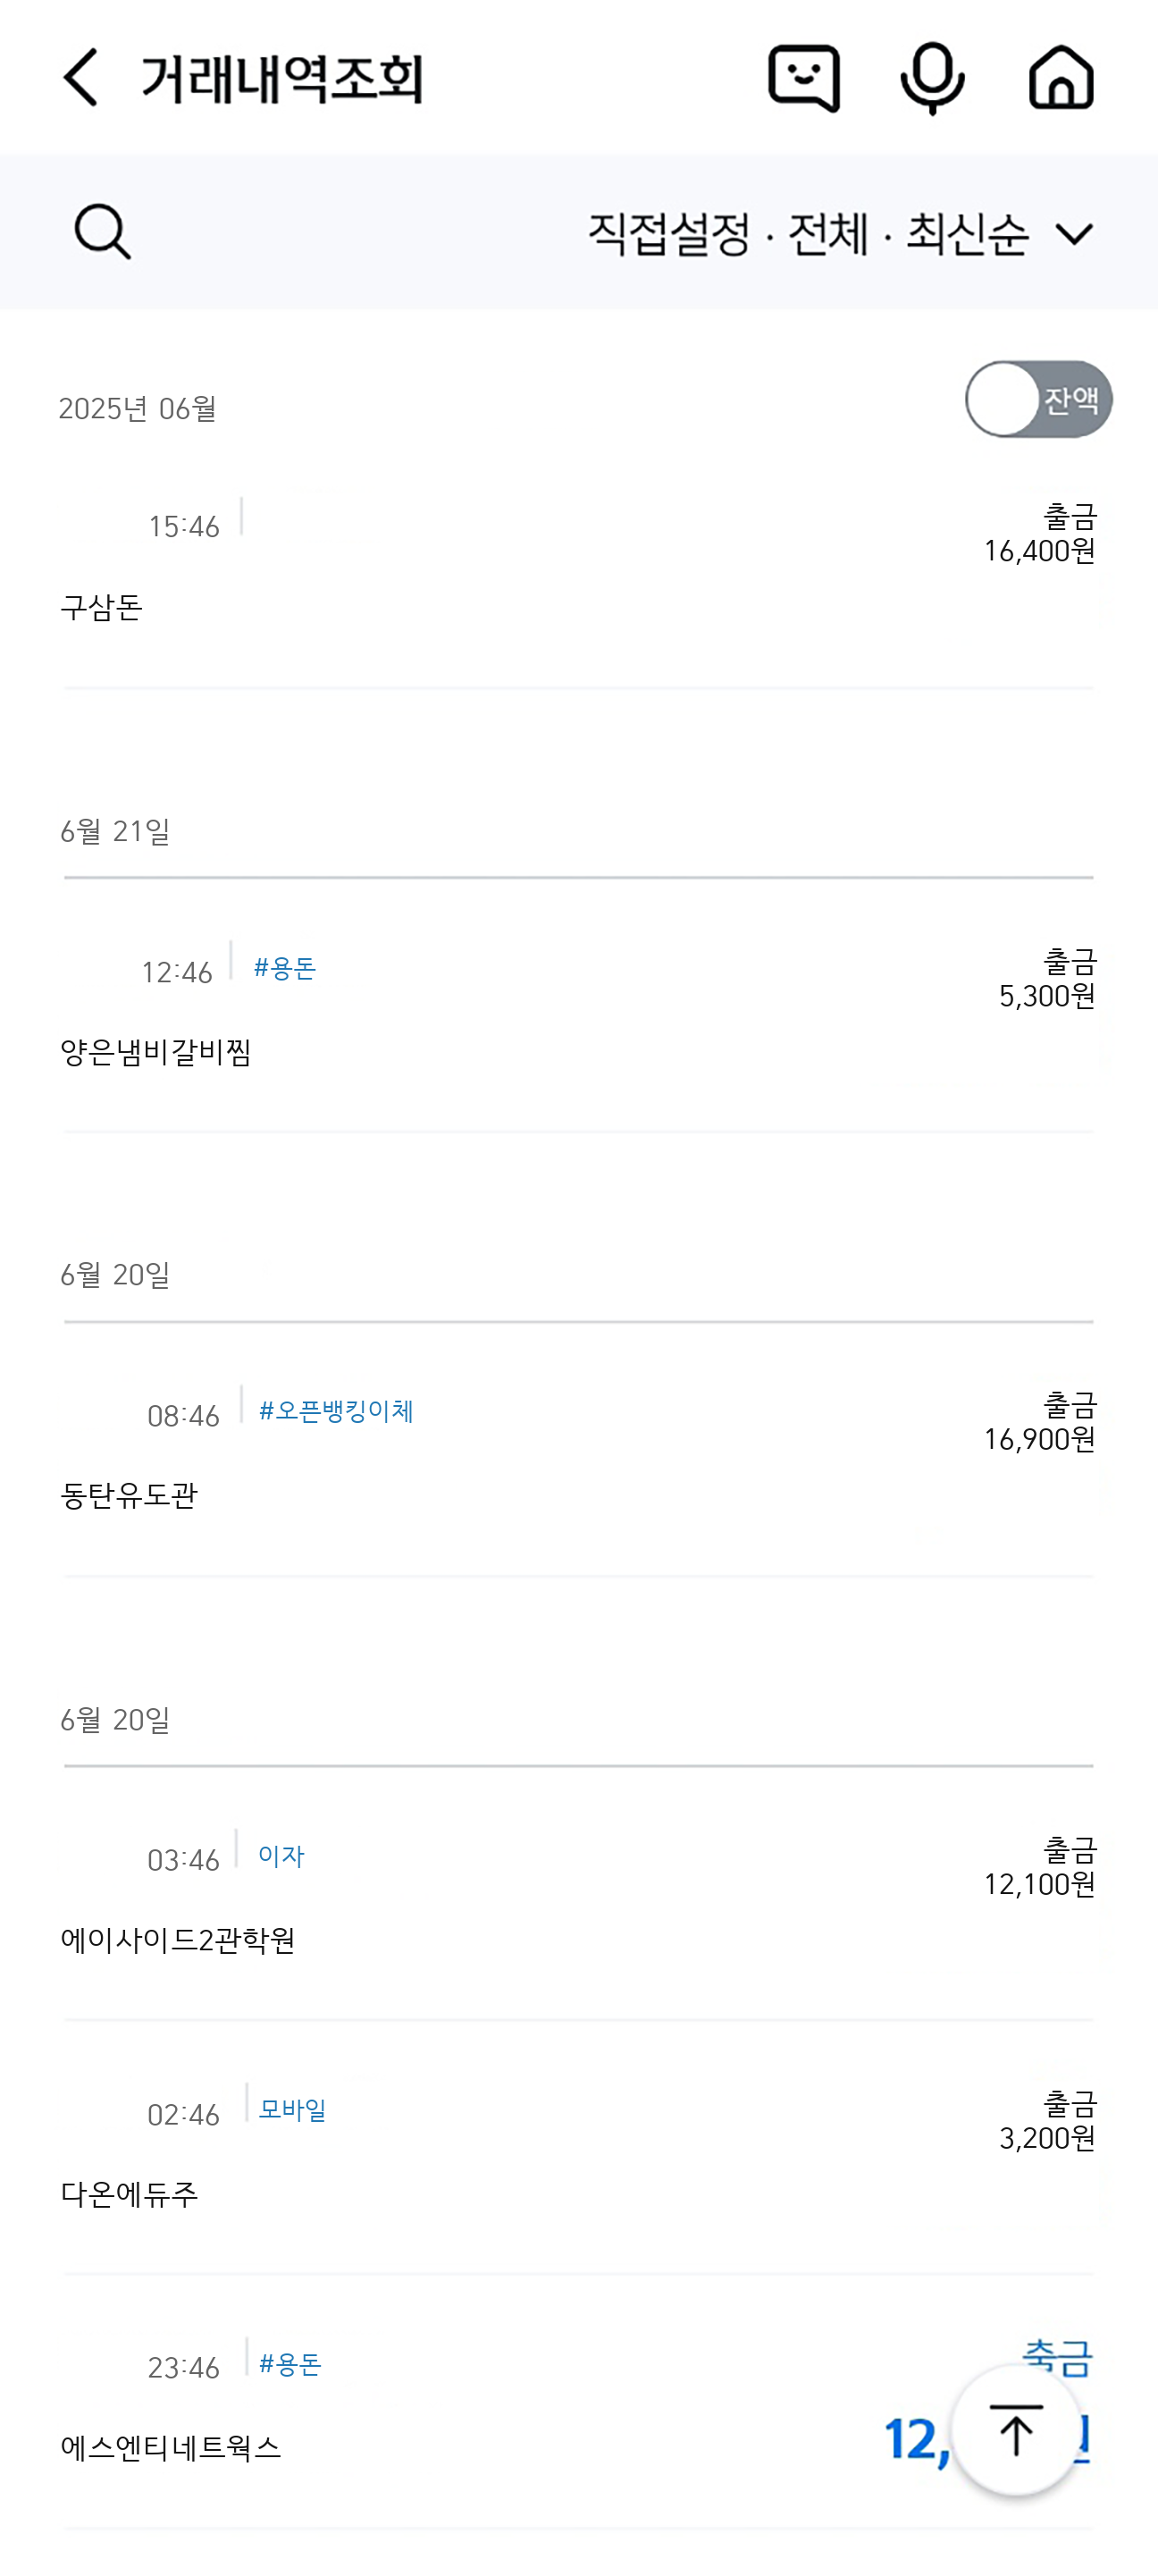 거래내역조회
직접설정 · 전체 · 최신순
2025년 06월
잔액
15:46
출금
16,400원
구삼돈
6월 21일
12:46 #용돈
출금
5,300원
양은냄비갈비찜
6월 20일
08:46 #오픈뱅킹이체
출금
16,900원
동탄유도관
6월 20일
03:46 이자
출금
12,100원
에이사이드2관학원
02:46 모바일
출금
3,200원
다온에듀주
23:46 #용돈
에스엔티네트웍스
12,